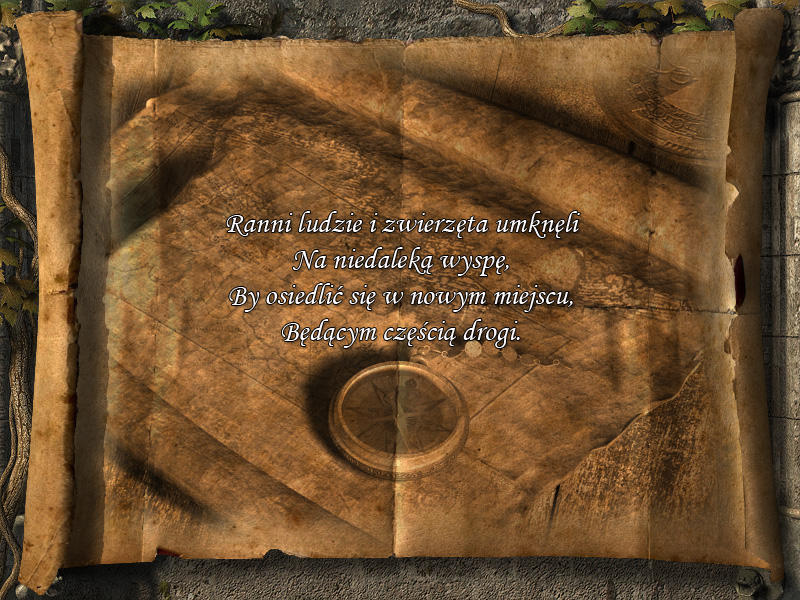 Ranni ludzie i zwierzęta umknęli
Na niedaleką wyspę,
By osiedlić się w nowym miejscu,
Będącym częścią drogi.